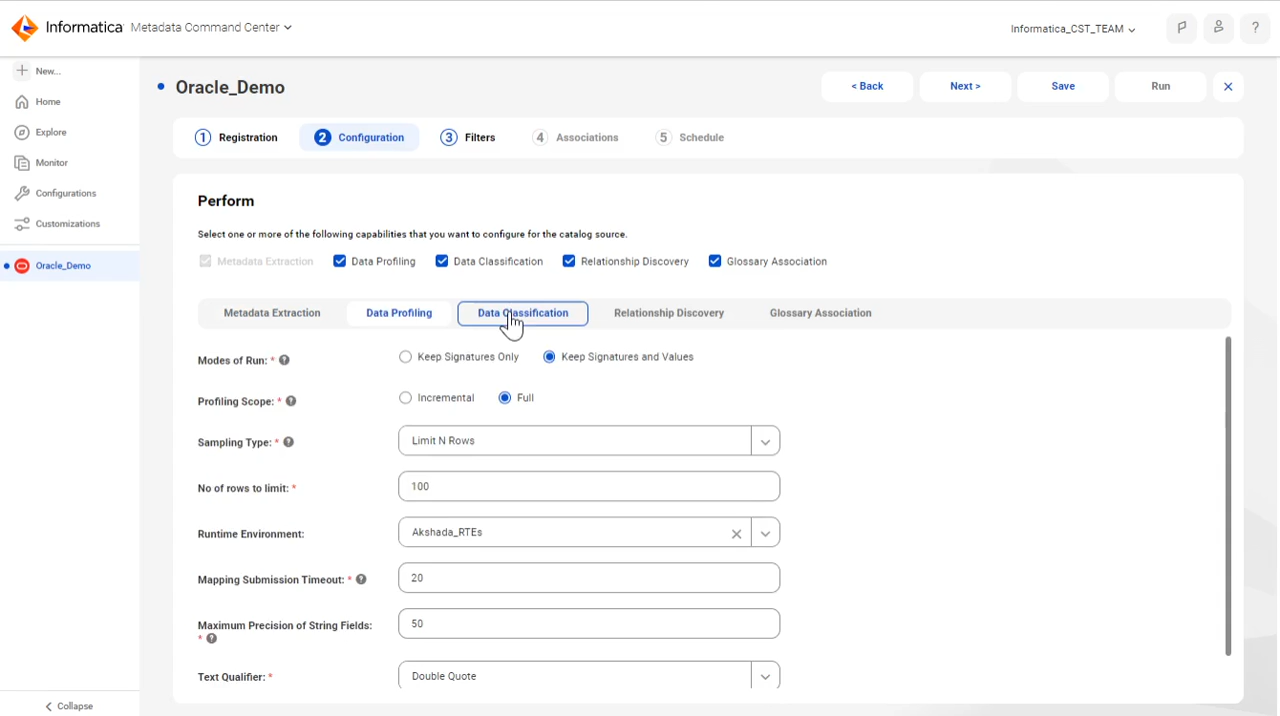 Informatica Metadata Command Center
Informatica_CST_TEAM
?
New...
Home
Explore
Monitor
Configurations
Customizations
Oracle_Demo
Collapse
Oracle_Demo
< Back
Next >
Save
Run
1 Registration
2 Configuration
3 Filters
4 Associations
5 Schedule
Perform
Select one or more of the following capabilities that you want to configure for the catalog source.
Metadata Extraction
Data Profiling
Data Classification
Relationship Discovery
Glossary Association
Metadata Extraction
Data Profiling
Data Classification
Relationship Discovery
Glossary Association
Modes of Run: * ?
Keep Signatures Only
Keep Signatures and Values
Profiling Scope: * ?
Incremental
Full
Sampling Type: * ?
Limit N Rows
No of rows to limit: *
100
Runtime Environment:
Akshada_RTEs
Mapping Submission Timeout: * ?
20
Maximum Precision of String Fields:
* ?
50
Text Qualifier: *
Double Quote